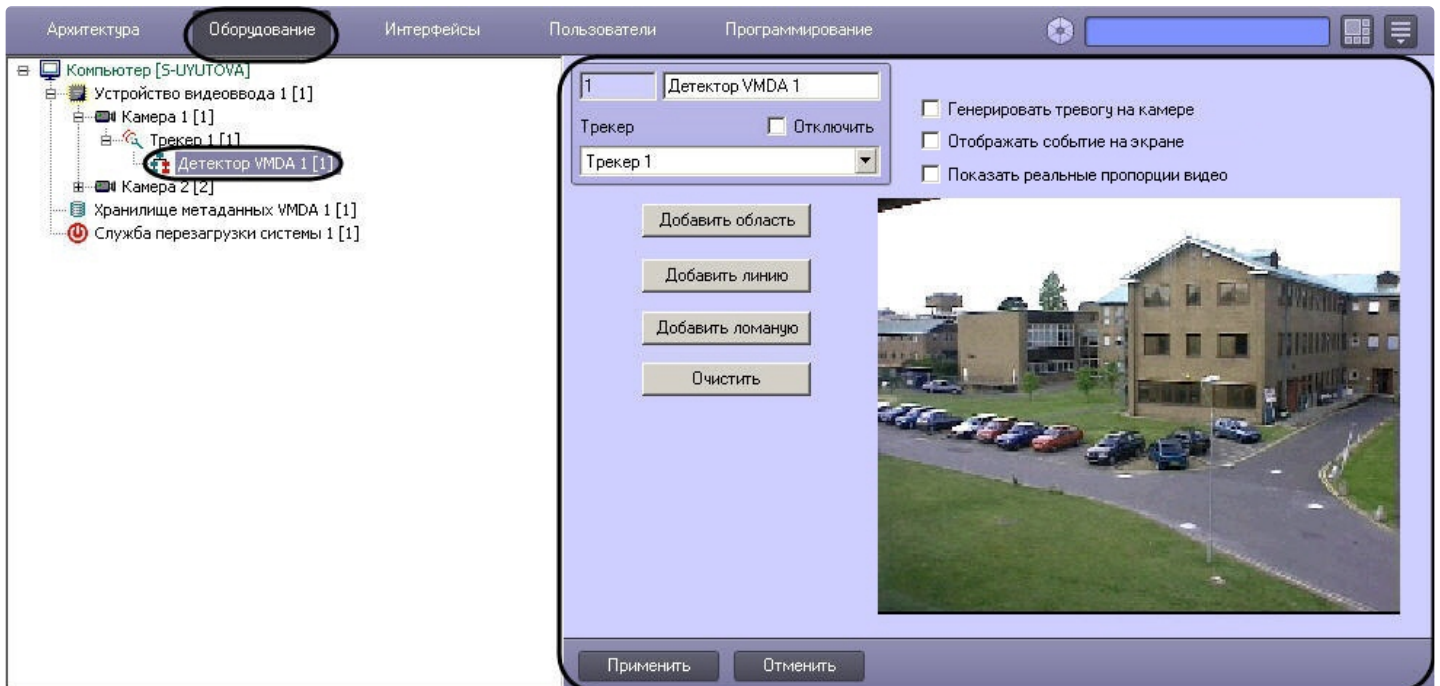 Архитектура Оборудование Интерфейсы Пользователи Программирование
Компьютер [S-UYUTOVA]
Устройство видеоввода 1 [1]
Камера 1 [1]
Трекер 1 [1]
Детектор VMDA 1 [1]
Камера 2 [2]
Хранилище метаданных VMDA 1 [1]
Служба перезагрузки системы 1 [1]
1 Детектор VMDA 1
Трекер Отключить
Трекер 1
Генерировать тревогу на камере
Отображать событие на экране
Показать реальные пропорции видео
Добавить область
Добавить линию
Добавить ломаную
Очистить
Применить Отменить